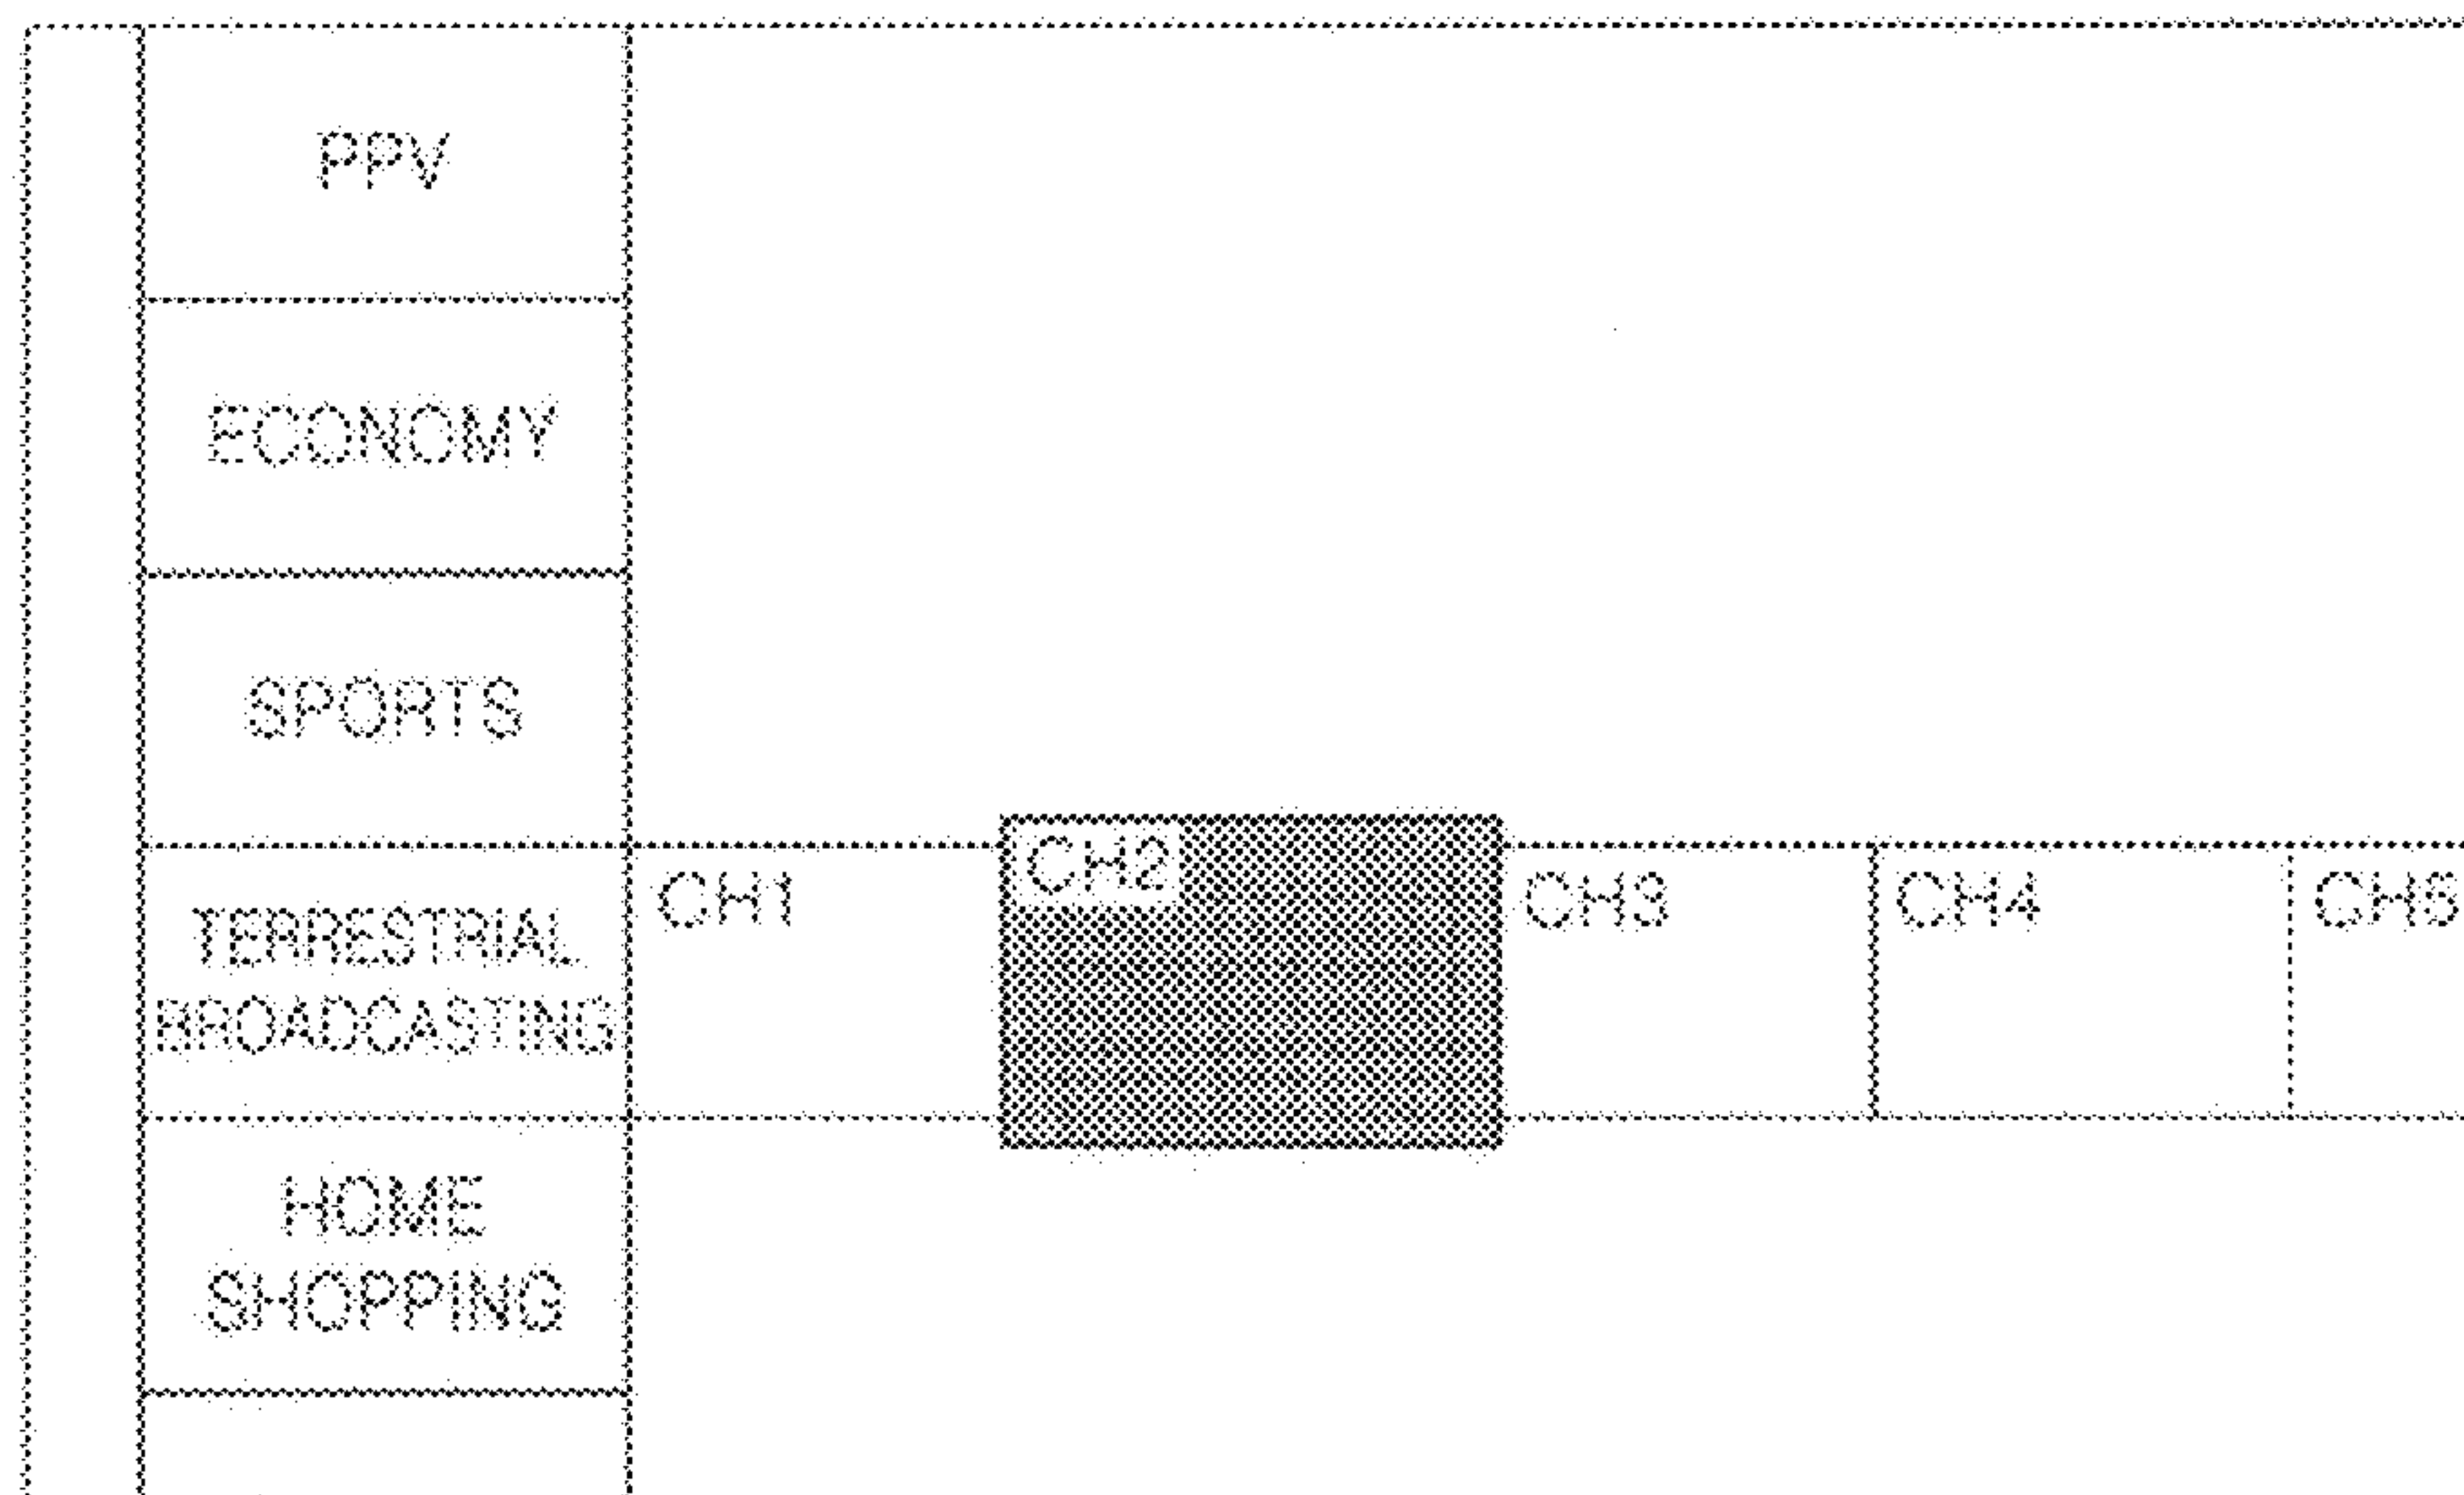 PPV
ECONOMY
SPORTS
TERRESTRIAL
BROADCASTING
CH1
CH2
CH3
CH4
CH5
HOME
SHOPPING